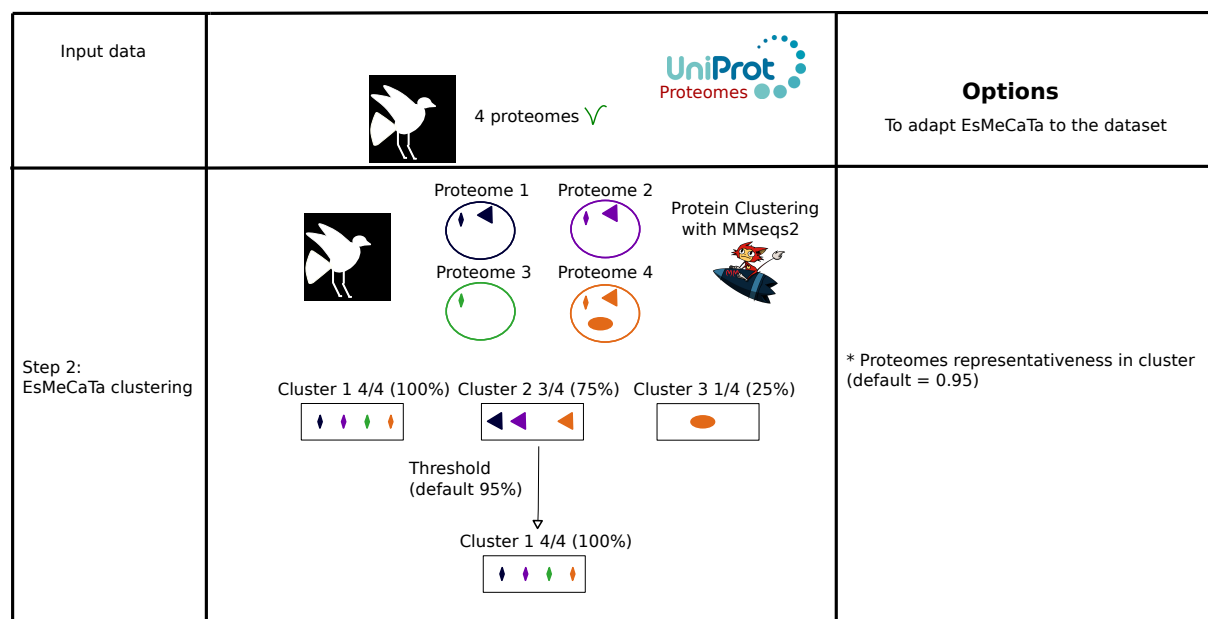 Input data
4 proteomes
UniProt
Proteomes
Options
To adapt EsMeCaTa to the dataset
Step 2:
EsMeCaTa clustering
Proteome 1
Proteome 2
Proteome 3
Proteome 4
Protein Clustering
with MMseqs2
Cluster 1 4/4 (100%)
Cluster 2 3/4 (75%)
Cluster 3 1/4 (25%)
Threshold
(default 95%)
Cluster 1 4/4 (100%)
* Proteomes representativeness in cluster
(default = 0.95)